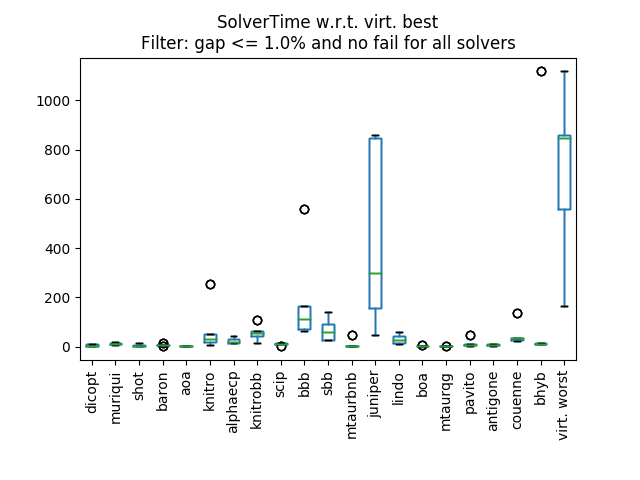 SolverTime w.r.t. virt. best
Filter: gap <= 1.0% and no fail for all solvers
1000
800
600
400
200
0
dicopt
muriqui
shot
baron
aoa
knitro
alphaecp
knitrobb
scip
bbb
sbb
mtaurbnb
juniper
lindo
boa
mtaurqg
pavito
antigone
couenne
bhyb
virt. worst